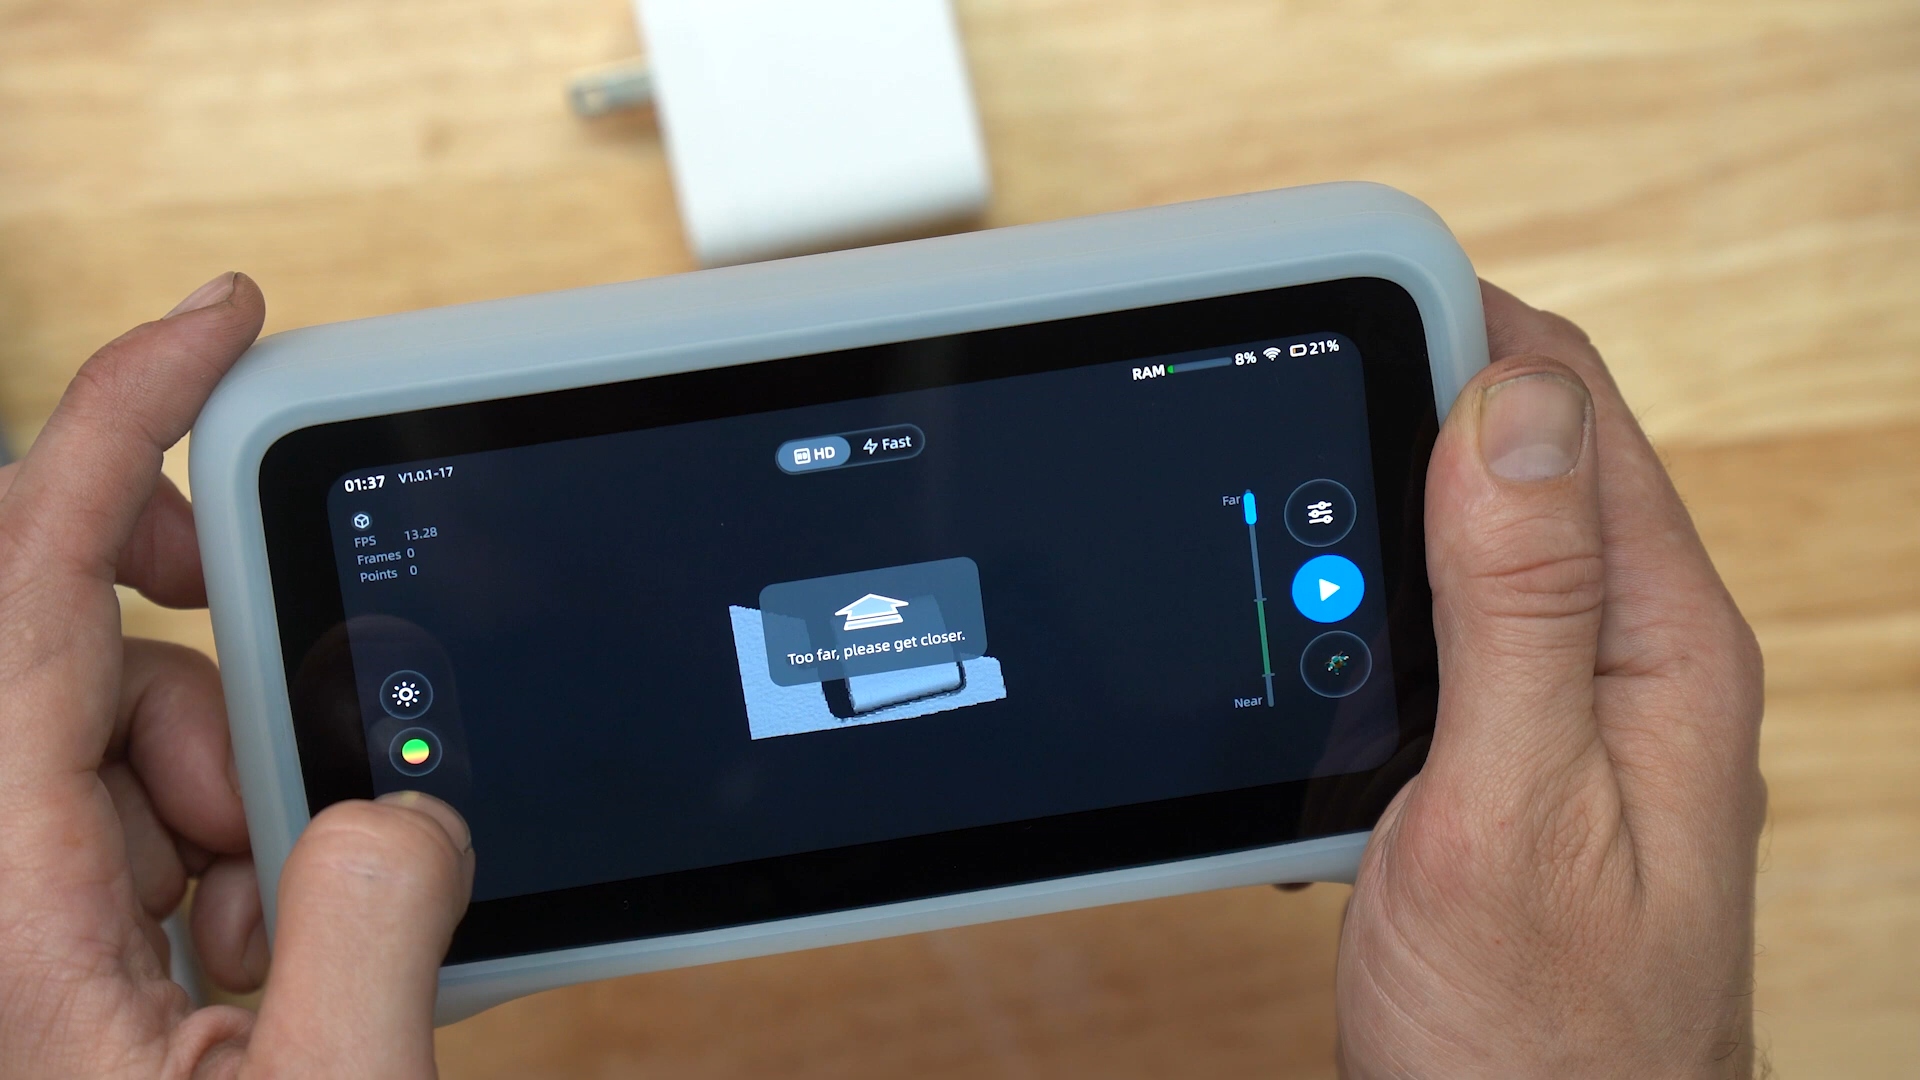 RAM 8% 21%
01:37 V1.0.1-17
HD Fast
FPS 13.28
Frames 0
Points 0
Far
Too far, please get closer.
Near